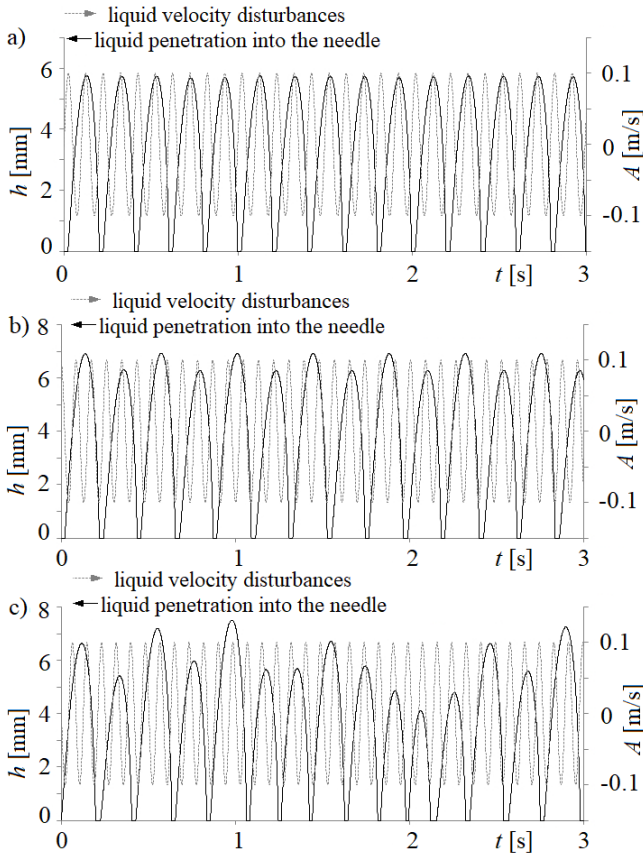 liquid velocity disturbances
a)
liquid penetration into the needle
6
4
2
0
h [mm]
0.1
0
-0.1
A [m/s]
0
1
2
3
t [s]
liquid velocity disturbances
b)
liquid penetration into the needle
8
6
4
2
0
h [mm]
0.1
0
-0.1
A [m/s]
0
1
2
3
t [s]
liquid velocity disturbances
c)
liquid penetration into the needle
8
6
4
2
0
h [mm]
0.1
0
-0.1
A [m/s]
0
1
2
3
t [s]